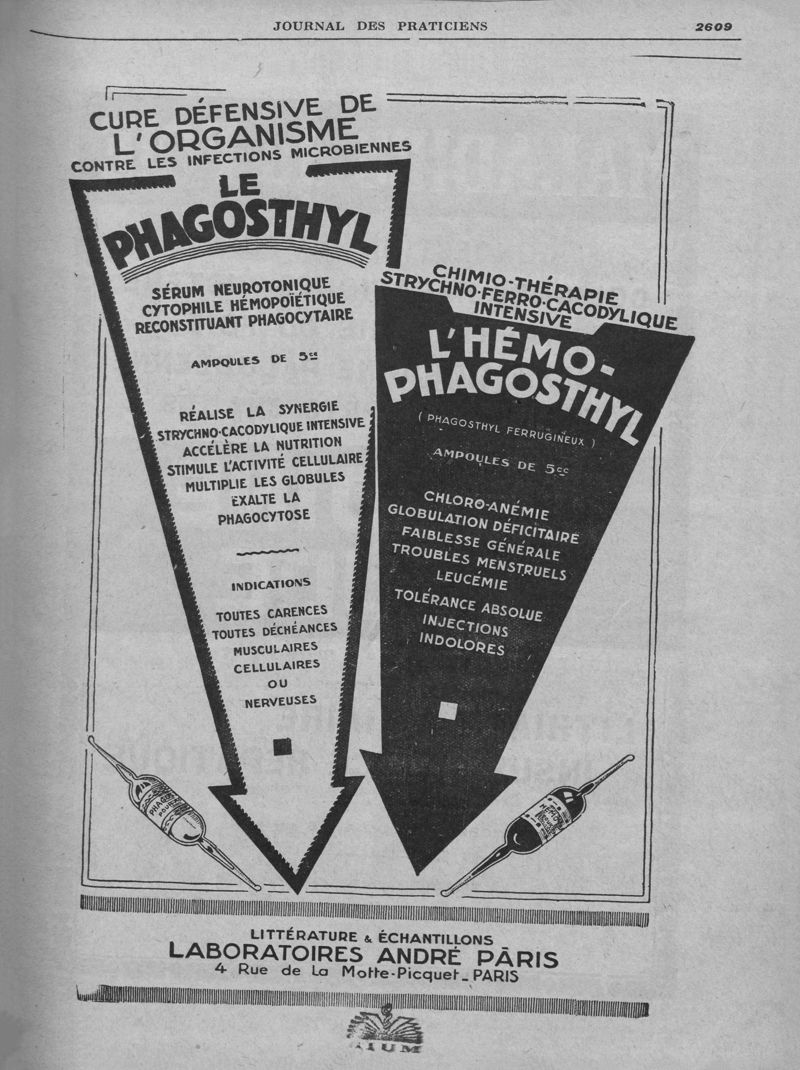 JOURNAL DES PRATICIENS
2609
CURE DÉFENSIVE DE
L'ORGANISME
CONTRE LES INFECTIONS MICROBIENNES
LE
PHAGOSTHYL
SÉRUM NEUROTONIQUE
CYTOPHILE HÉMOPOÏÉTIQUE
RECONSTITUANT PHAGOCYTAIRE
AMPOULES DE 5cc
RÉALISE LA SYNERGIE
STRYCHNO-CACODYLIQUE INTENSIVE
ACCÉLÈRE LA NUTRITION
STIMULE L'ACTIVITÉ CELLULAIRE
MULTIPLIE LES GLOBULES
EXALTE LA
PHAGOCYTOSE
INDICATIONS
TOUTES CARENCES
TOUTES DÉCHÉANCES
MUSCULAIRES
CELLULAIRES
OU
NERVEUSES
CHIMIO-THÉRAPIE
STRYCHNO-FERRO-CACODYLIQUE
INTENSIVE
L'HÉMO-
PHAGOSTHYL
( PHAGOSTHYL FERRUGINEUX )
AMPOULES DE 5cc
CHLORO-ANÉMIE
GLOBULATION DÉFICITAIRE
FAIBLESSE GÉNÉRALE
TROUBLES MENSTRUELS
LEUCÉMIE
TOLÉRANCE ABSOLUE
INJECTIONS
INDOLORES
LITTÉRATURE & ÉCHANTILLONS
LABORATOIRES ANDRÉ PÂRIS
4 Rue de La Motte-Picquet_PARIS
IUM